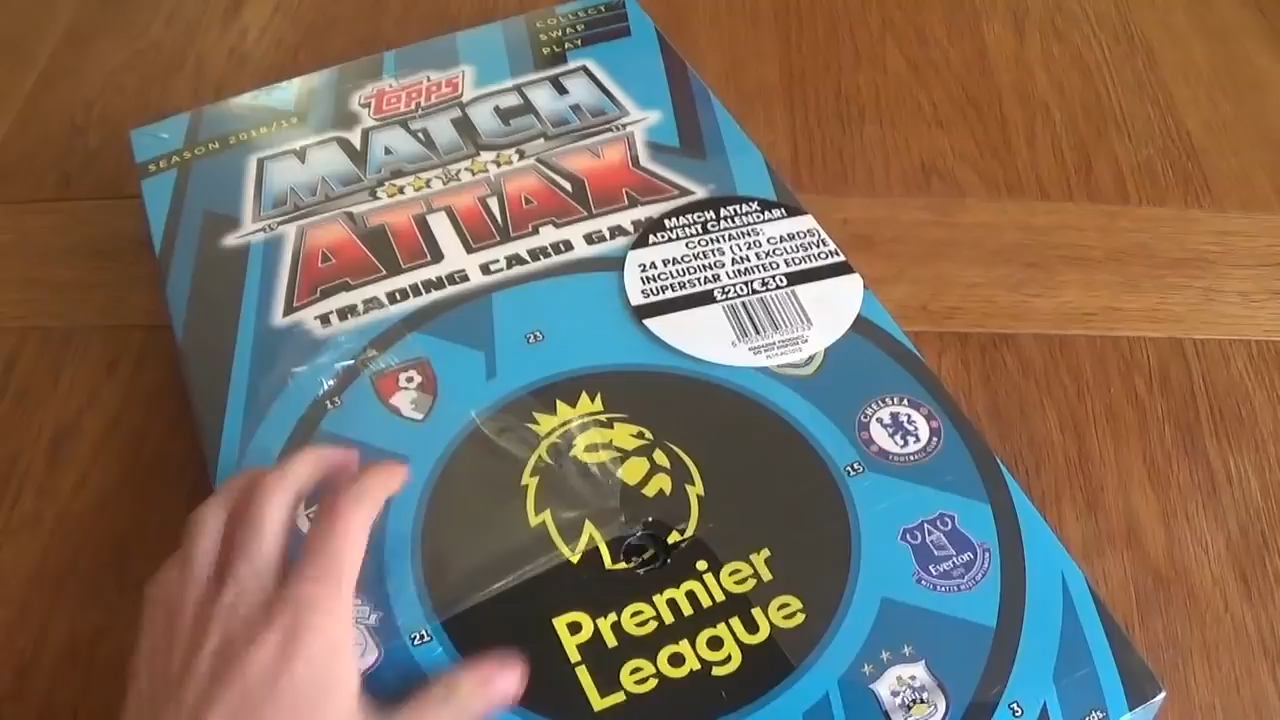 COLLECT
SWAP
PLAY
SEASON 2018/19
Topps
MATCH
ATTAX
TRADING CARD GAM
MATCH ATTAX
ADVENT CALENDAR!
CONTAINS:
24 PACKETS (120 CARDS)
INCLUDING AN EXCLUSIVE
SUPERSTAR LIMITED EDITION
£20/€30
23
13
CHELSEA
FOOTBALL CLUB
15
Everton
21
Premier
League
3